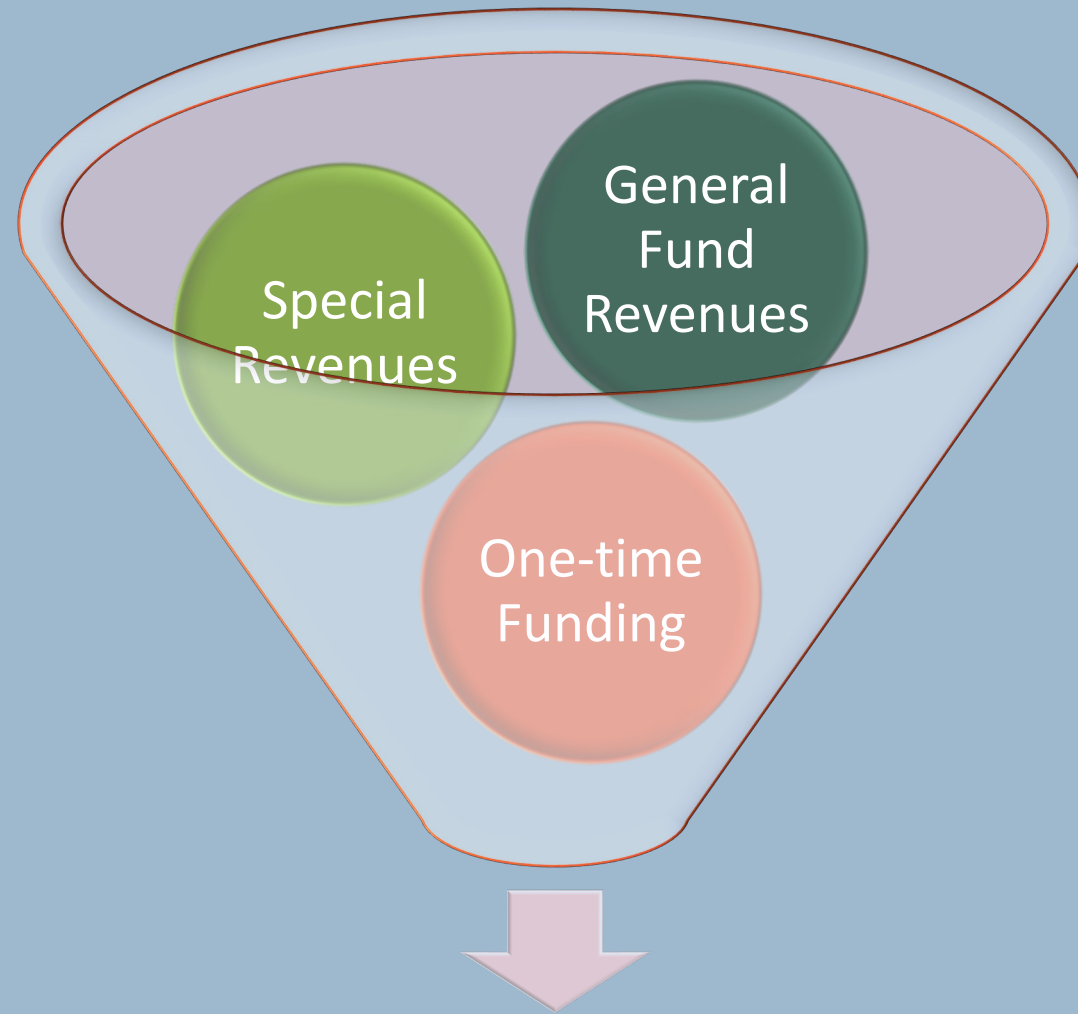 General
Fund
Revenues
Special
Revenues
One-time
Funding